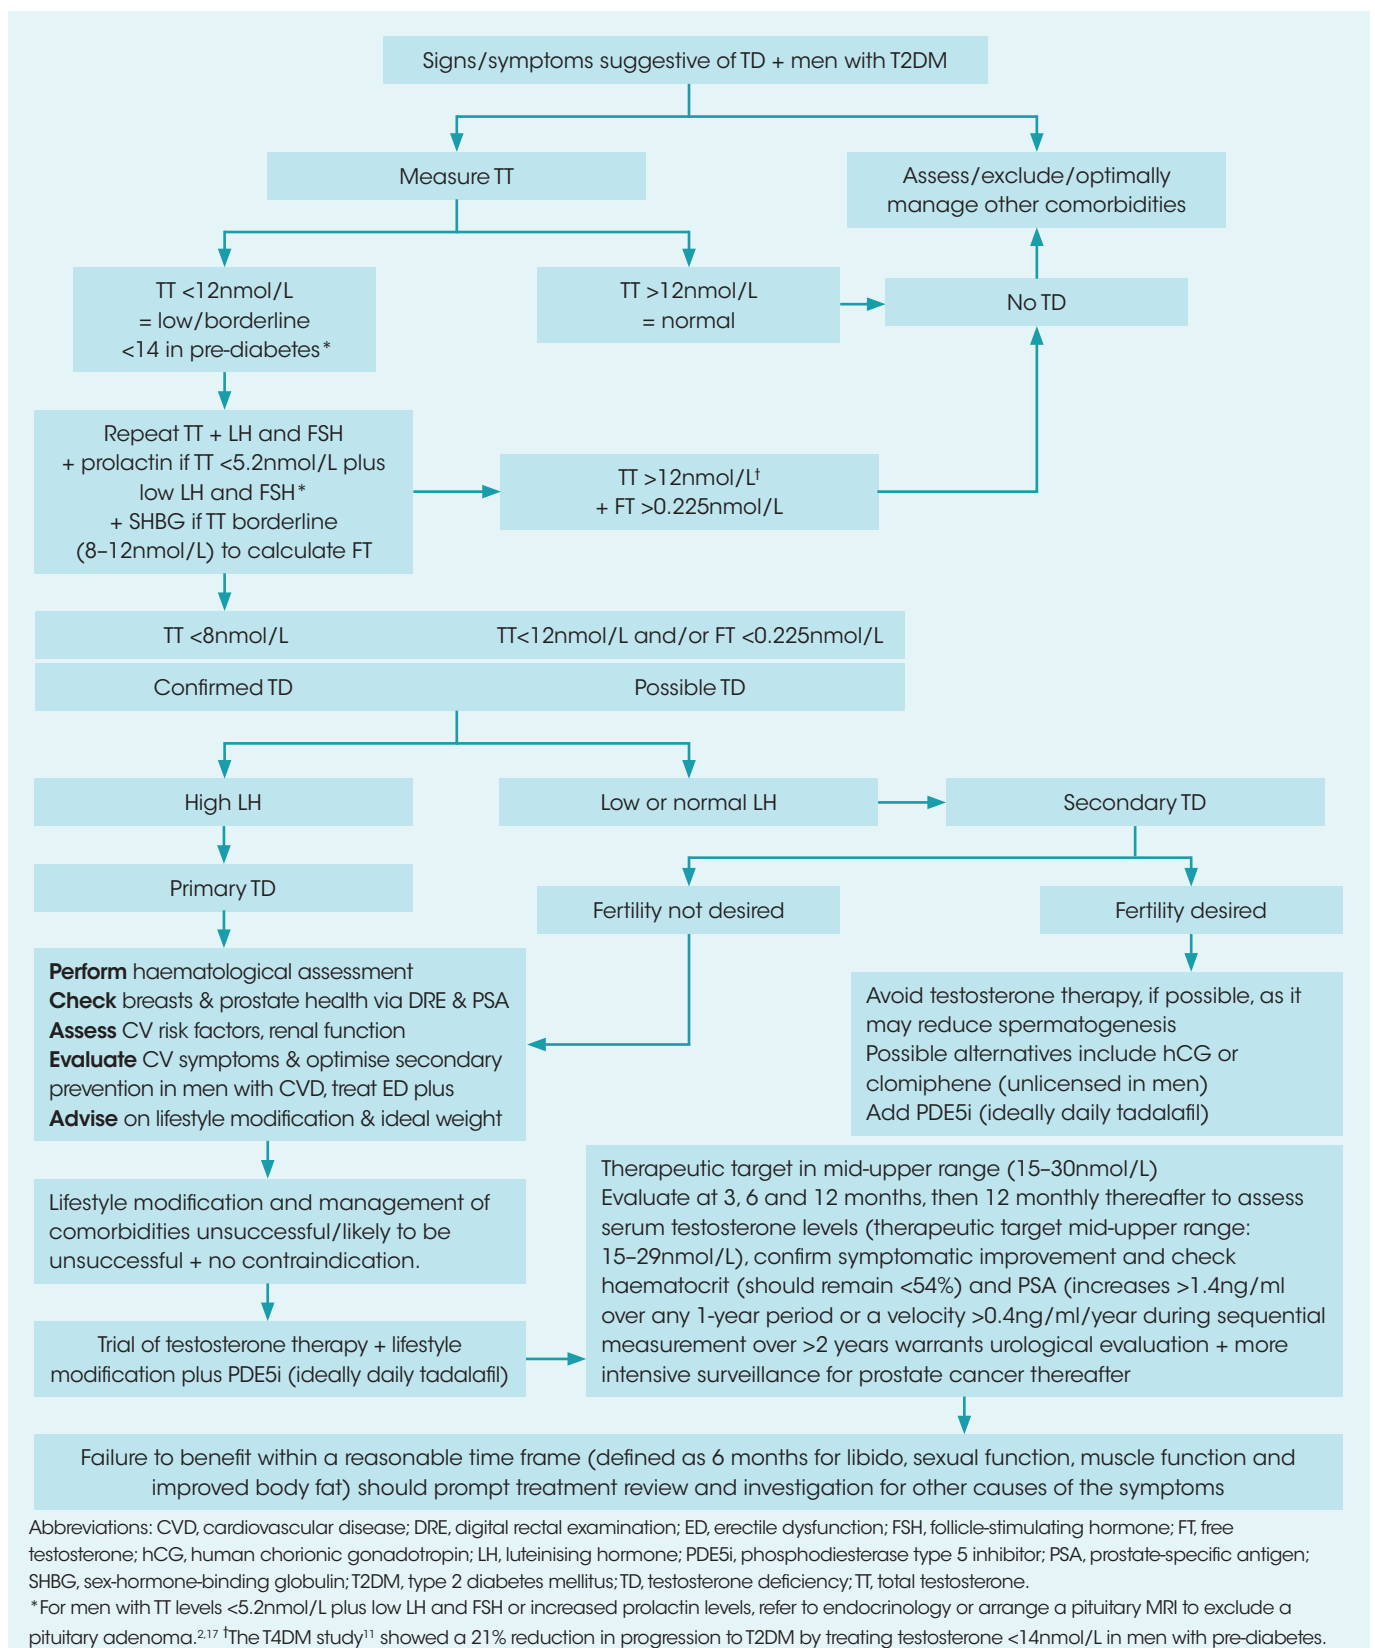 Signs/symptoms suggestive of TD + men with T2DM
Measure TT
Assess/exclude/optimally
manage other comorbidities
TT <12nmol/L
= low/borderline
<14 in pre-diabetes*
TT >12nmol/L
= normal
No TD
Repeat TT + LH and FSH
+ prolactin if TT <5.2nmol/L plus
low LH and FSH*
+ SHBG if TT borderline
(8–12nmol/L) to calculate FT
TT >12nmol/L†
+ FT >0.225nmol/L
TT <8nmol/L
TT<12nmol/L and/or FT <0.225nmol/L
Confirmed TD
Possible TD
High LH
Low or normal LH
Secondary TD
Primary TD
Fertility not desired
Fertility desired
Perform haematological assessment
Check breasts & prostate health via DRE & PSA
Assess CV risk factors, renal function
Evaluate CV symptoms & optimise secondary
prevention in men with CVD, treat ED plus
Advise on lifestyle modification & ideal weight
Avoid testosterone therapy, if possible, as it
may reduce spermatogenesis
Possible alternatives include hCG or
clomiphene (unlicensed in men)
Add PDE5i (ideally daily tadalafil)
Lifestyle modification and management of
comorbidities unsuccessful/likely to be
unsuccessful + no contraindication.
Trial of testosterone therapy + lifestyle
modification plus PDE5i (ideally daily tadalafil)
Therapeutic target in mid-upper range (15–30nmol/L)
Evaluate at 3, 6 and 12 months, then 12 monthly thereafter to assess
serum testosterone levels (therapeutic target mid-upper range:
15–29nmol/L), confirm symptomatic improvement and check
haematocrit (should remain <54%) and PSA (increases >1.4ng/ml
over any 1-year period or a velocity >0.4ng/ml/year during sequential
measurement over >2 years warrants urological evaluation + more
intensive surveillance for prostate cancer thereafter
Failure to benefit within a reasonable time frame (defined as 6 months for libido, sexual function, muscle function and
improved body fat) should prompt treatment review and investigation for other causes of the symptoms
Abbreviations: CVD, cardiovascular disease; DRE, digital rectal examination; ED, erectile dysfunction; FSH, follicle-stimulating hormone; FT, free
testosterone; hCG, human chorionic gonadotropin; LH, luteinising hormone; PDE5i, phosphodiesterase type 5 inhibitor; PSA, prostate-specific antigen;
SHBG, sex-hormone-binding globulin; T2DM, type 2 diabetes mellitus; TD, testosterone deficiency; TT, total testosterone.
*For men with TT levels <5.2nmol/L plus low LH and FSH or increased prolactin levels, refer to endocrinology or arrange a pituitary MRI to exclude a
pituitary adenoma.2,17 †The T4DM study11 showed a 21% reduction in progression to T2DM by treating testosterone <14nmol/L in men with pre-diabetes.